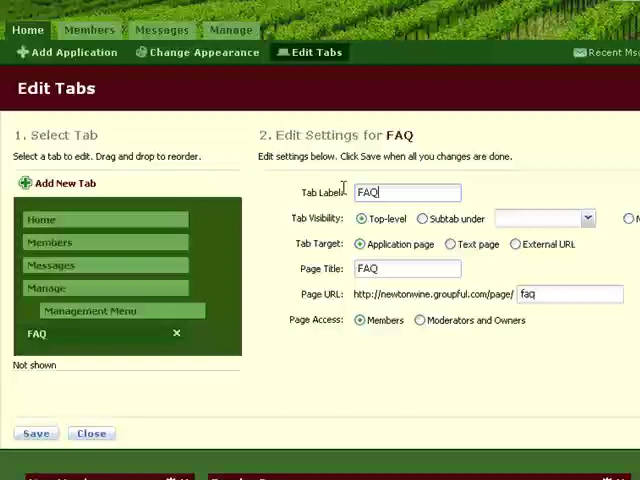 Home Members Messages Manage
Add Application Change Appearance Edit Tabs Recent
Edit Tabs
1. Select Tab
Select a tab to edit. Drag and drop to reorder.
Add New Tab
Home
Members
Messages
Manage
Management Menu
FAQ
Not shown
Save Close
2. Edit Settings for FAQ
Edit settings below. Click Save when all you changes are done.
Tab Label: FAQ
Tab Visibility: Top-level Subtab under
Tab Target: Application page Text page External URL
Page Title: FAQ
Page URL: http://newtonwine.groupful.com/page/ faq
Page Access: Members Moderators and Owners